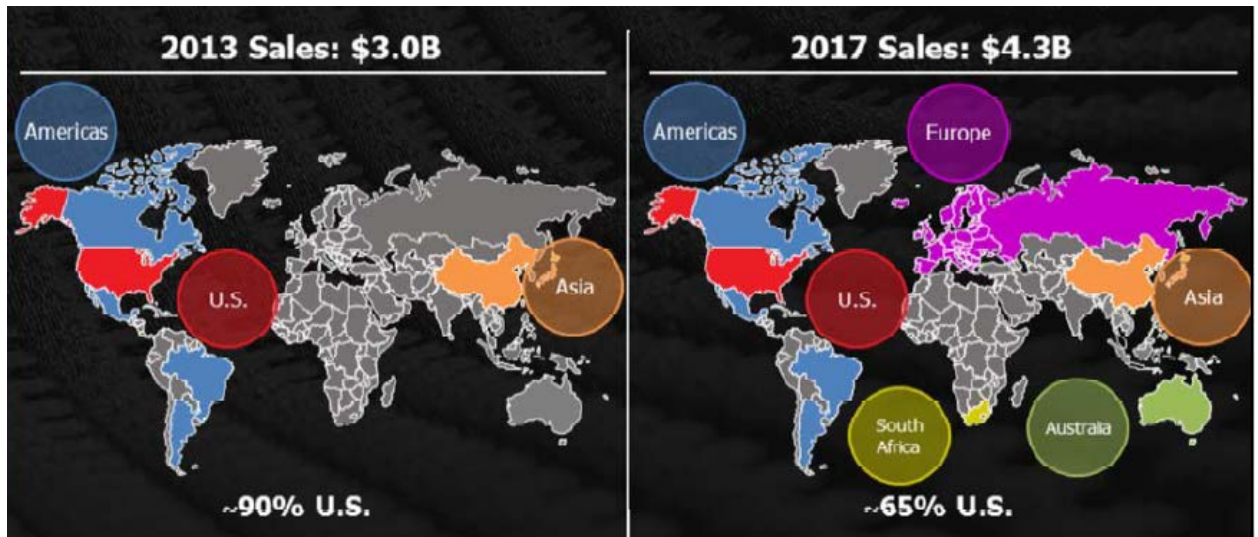 2013 Sales: $3.0B
Americas
U.S.
Asia
~90% U.S.
2017 Sales: $4.3B
Americas
Europe
U.S.
Asia
South
Africa
Australia
~65% U.S.